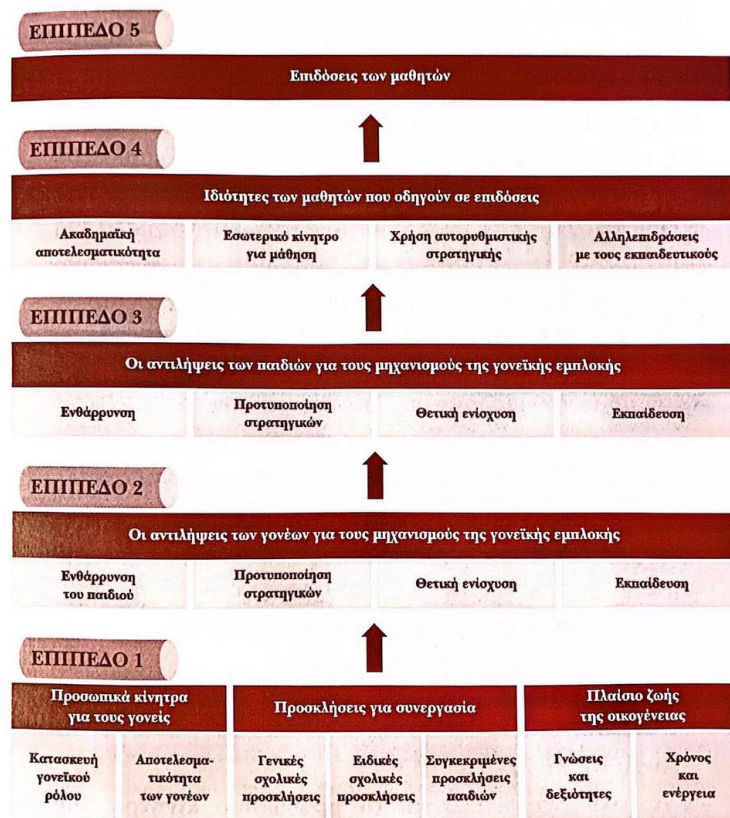 ΕΠΙΠΕΔΟ 5
Επιδόσεις των μαθητών
ΕΠΙΠΕΔΟ 4
Ιδιότητες των μαθητών που οδηγούν σε επιδόσεις
Ακαδημαϊκή
αποτελεσματικότητα
Εσωτερικό κίνητρο
για μάθηση
Χρήση αυτορυθμιστικής
στρατηγικής
Αλληλεπιδράσεις
με τους εκπαιδευτικούς
ΕΠΙΠΕΔΟ 3
Οι αντιλήψεις των παιδιών για τους μηχανισμούς της γονεϊκής εμπλοκής
Ενθάρρυνση
Προτυποποίηση
στρατηγικών
Θετική ενίσχυση
Εκπαίδευση
ΕΠΙΠΕΔΟ 2
Οι αντιλήψεις των γονέων για τους μηχανισμούς της γονεϊκής εμπλοκής
Ενθάρρυνση
του παιδιού
Προτυποποίηση
στρατηγικών
Θετική ενίσχυση
Εκπαίδευση
ΕΠΙΠΕΔΟ 1
Προσωπικά κίνητρα
για τους γονείς
Προσκλήσεις για συνεργασία
Πλαίσιο ζωής
της οικογένειας
Κατασκευή
γονεϊκού
ρόλου
Αποτελεσμα-
τικότητα
των γονέων
Γενικές
σχολικές
προσκλήσεις
Ειδικές
σχολικές
προσκλήσεις
Συγκεκριμένες
προσκλήσεις
παιδιών
Γνώσεις
και
δεξιότητες
Χρόνος
και
ενέργεια